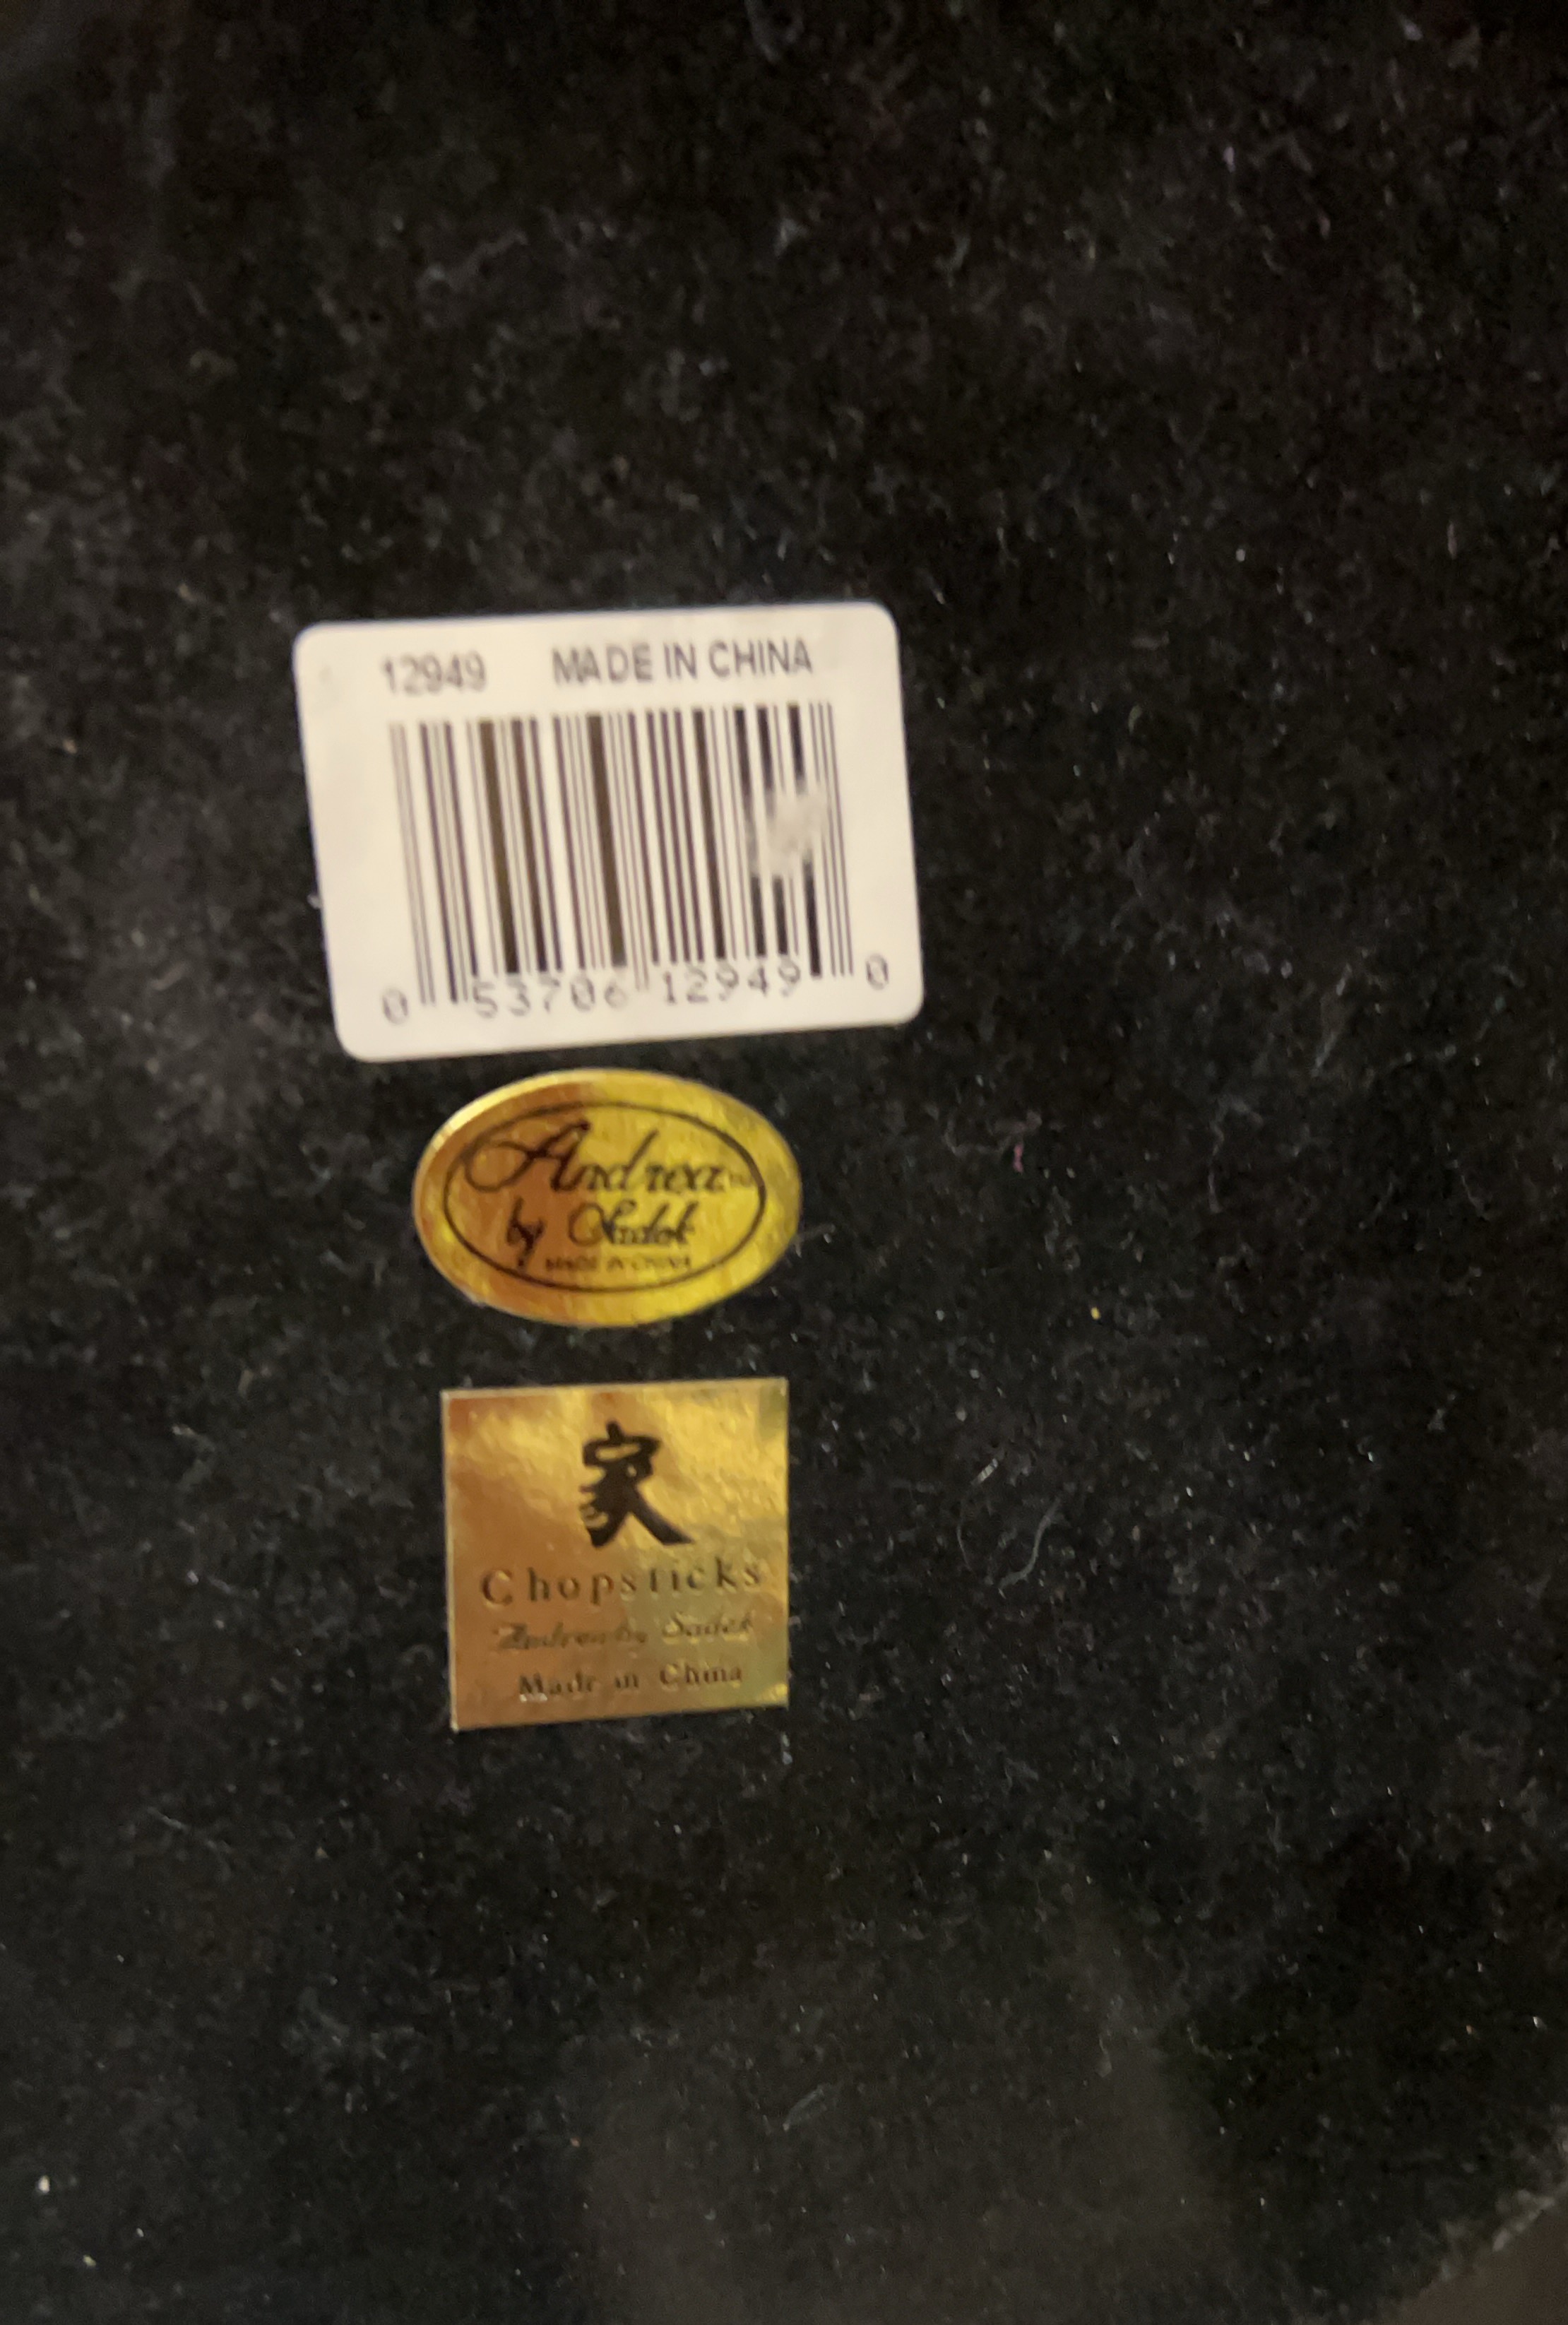 12949 MADE IN CHINA
0 53706 12949 0
Andrea™
by Sadek
MADE IN CHINA
家
Chopsticks
Andrea by Sadek
Made in China